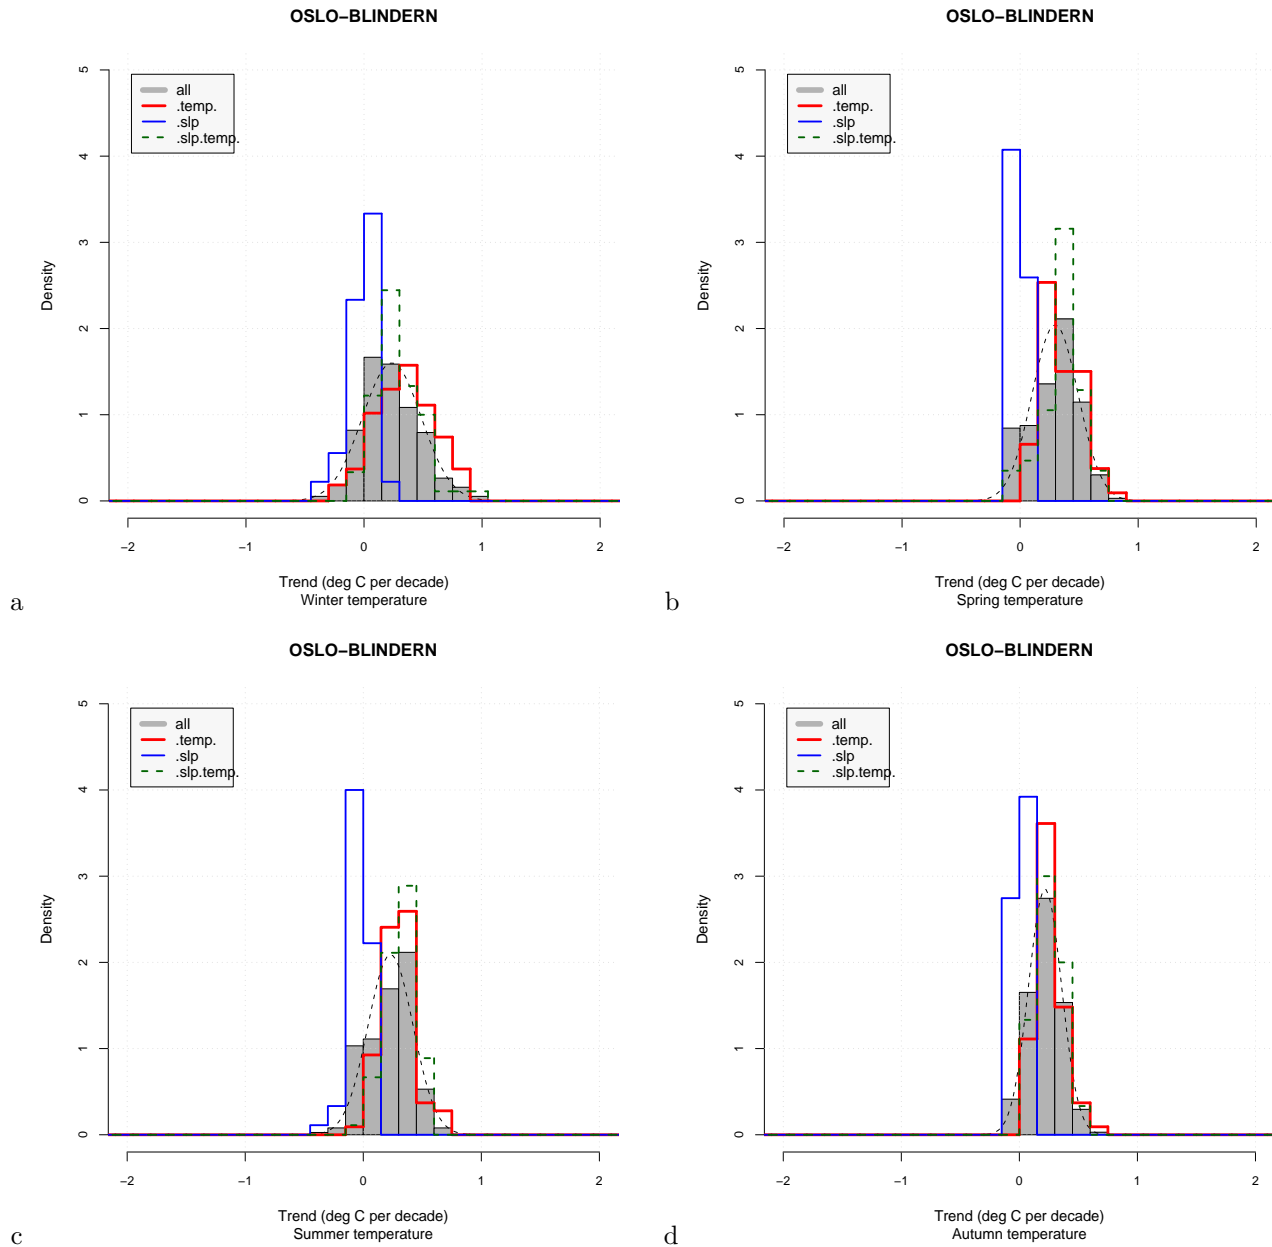 OSLO−BLINDERN
5
4
3
2
1
0
Density
all
.temp.
.slp
.slp.temp.
−2
−1
0
1
2
Trend (deg C per decade)
Winter temperature
a
OSLO−BLINDERN
5
4
3
2
1
0
Density
all
.temp.
.slp
.slp.temp.
−2
−1
0
1
2
Trend (deg C per decade)
Spring temperature
b
OSLO−BLINDERN
5
4
3
2
1
0
Density
all
.temp.
.slp
.slp.temp.
−2
−1
0
1
2
Trend (deg C per decade)
Summer temperature
c
OSLO−BLINDERN
5
4
3
2
1
0
Density
all
.temp.
.slp
.slp.temp.
−2
−1
0
1
2
Trend (deg C per decade)
Autumn temperature
d